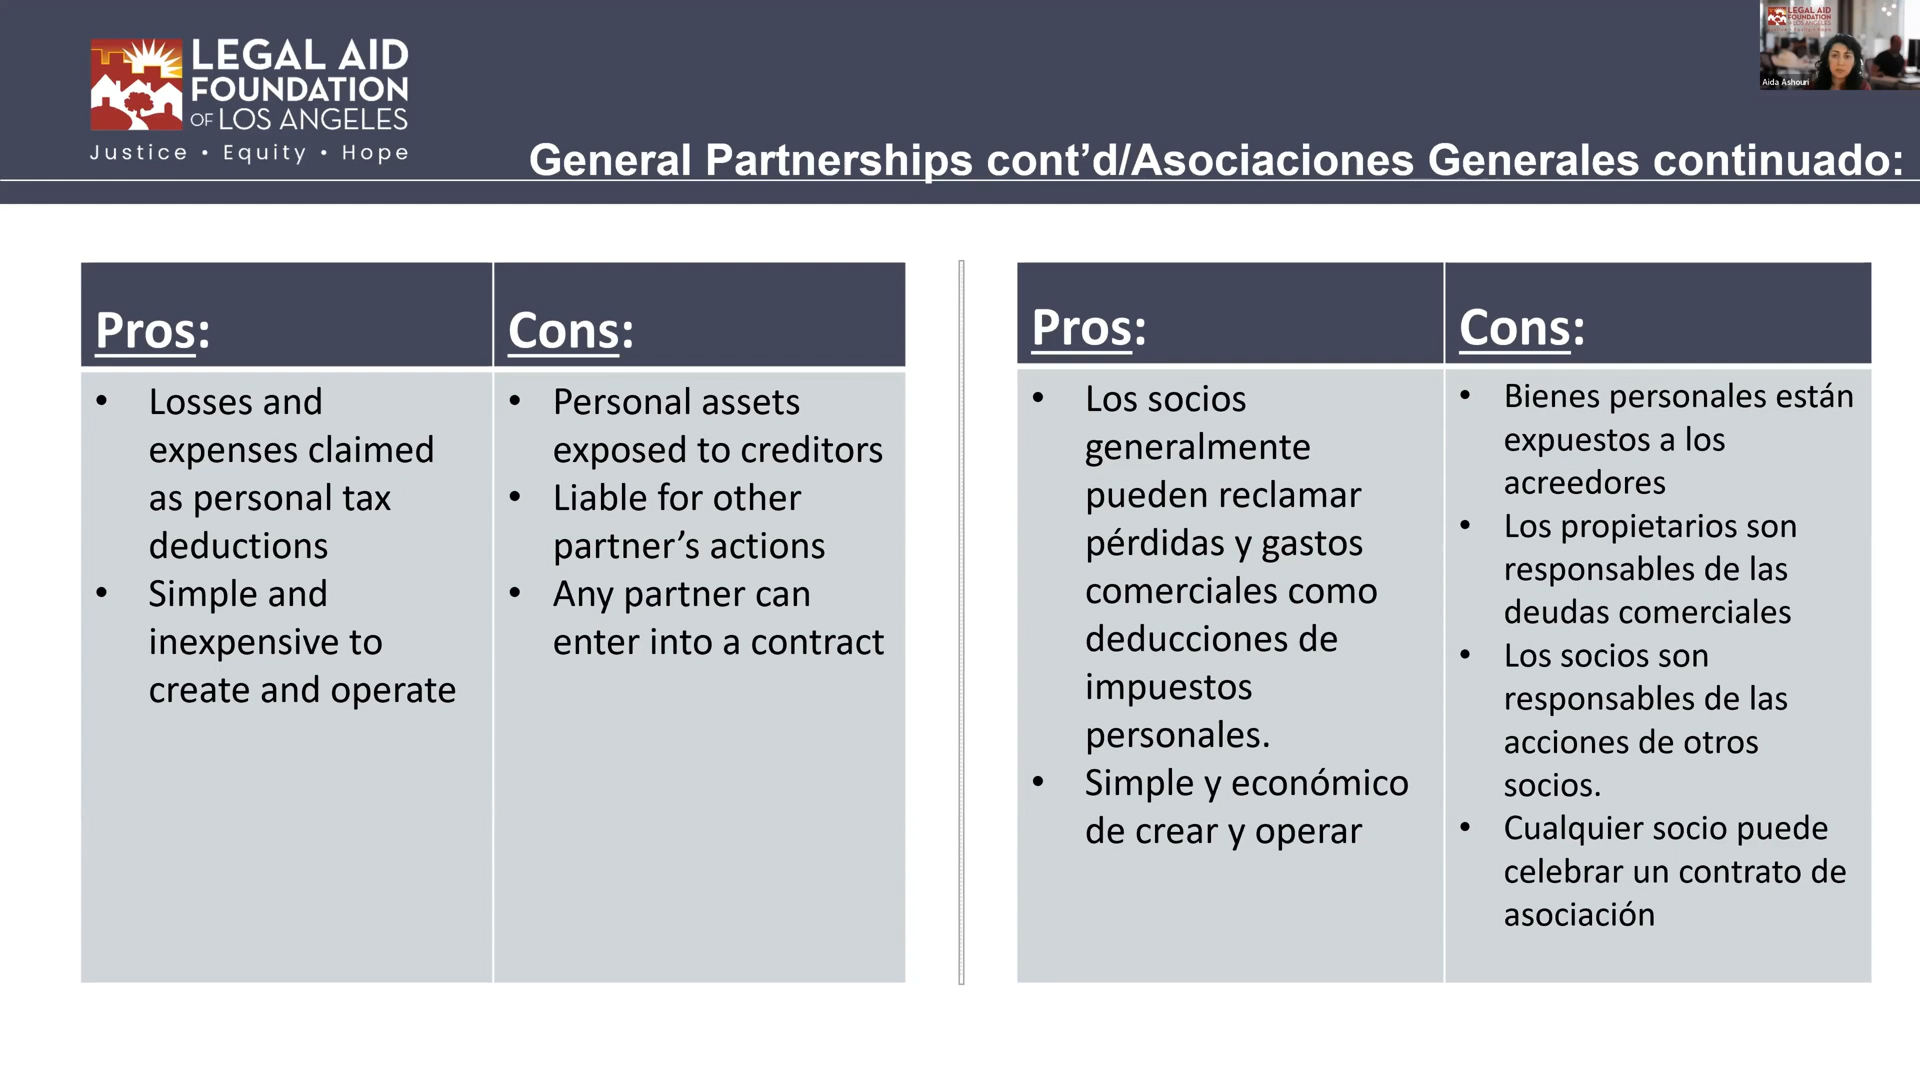 LEGAL AID
FOUNDATION
OF LOS ANGELES
Justice • Equity • Hope
LEGAL AID
FOUNDATION
Aida Ashouri
General Partnerships cont’d/Asociaciones Generales continuado:
Pros:
• Losses and
expenses claimed
as personal tax
deductions
• Simple and
inexpensive to
create and operate
Cons:
• Personal assets
exposed to creditors
• Liable for other
partner’s actions
• Any partner can
enter into a contract
Pros:
• Los socios
generalmente
pueden reclamar
pérdidas y gastos
comerciales como
deducciones de
impuestos
personales.
• Simple y económico
de crear y operar
Cons:
• Bienes personales están
expuestos a los
acreedores
• Los propietarios son
responsables de las
deudas comerciales
• Los socios son
responsables de las
acciones de otros
socios.
• Cualquier socio puede
celebrar un contrato de
asociación